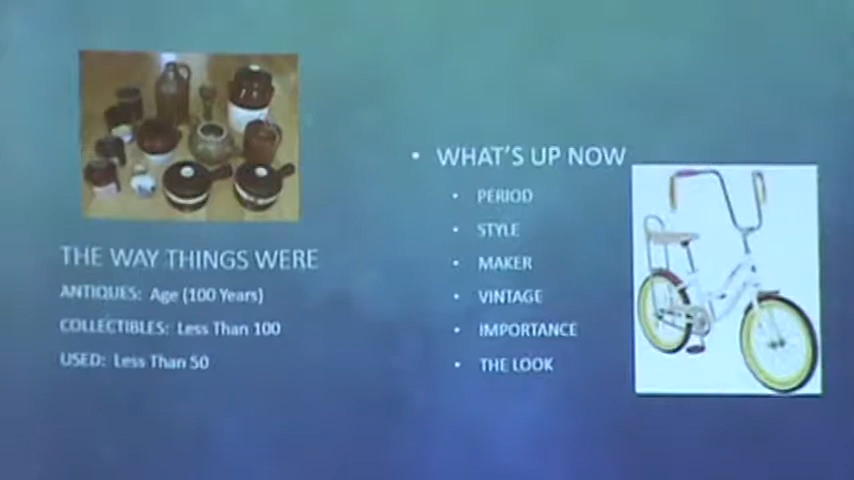 THE WAY THINGS WERE
ANTIQUES: Age (100 Years)
COLLECTIBLES: Less Than 100
USED: Less Than 50
• WHAT'S UP NOW
• PERIOD
• STYLE
• MAKER
• VINTAGE
• IMPORTANCE
• THE LOOK